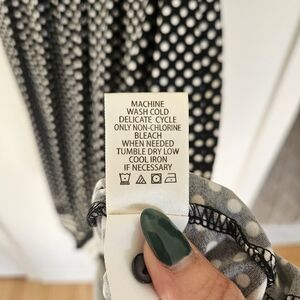 MACHINE
WASH COLD
DELICATE CYCLE
ONLY NON-CHLORINE
BLEACH
WHEN NEEDED
TUMBLE DRY LOW
COOL IRON
IF NECESSARY